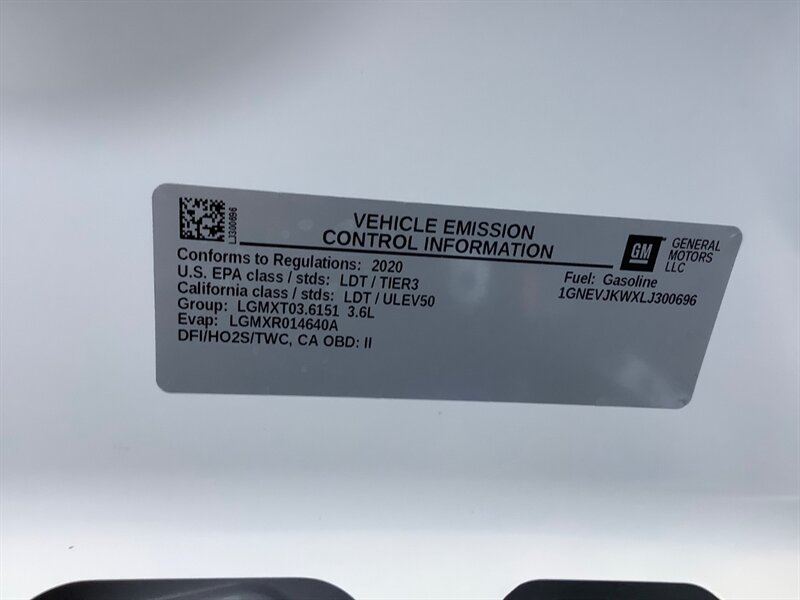 LJ300696
VEHICLE EMISSION
CONTROL INFORMATION
GM
GENERAL
MOTORS
LLC
Conforms to Regulations: 2020
U.S. EPA class / stds: LDT / TIER3
California class / stds: LDT / ULEV50
Group: LGMXT03.6151 3.6L
Evap: LGMXR014640A
DFI/HO2S/TWC, CA OBD: II
Fuel: Gasoline
1GNEVJKWXLJ300696